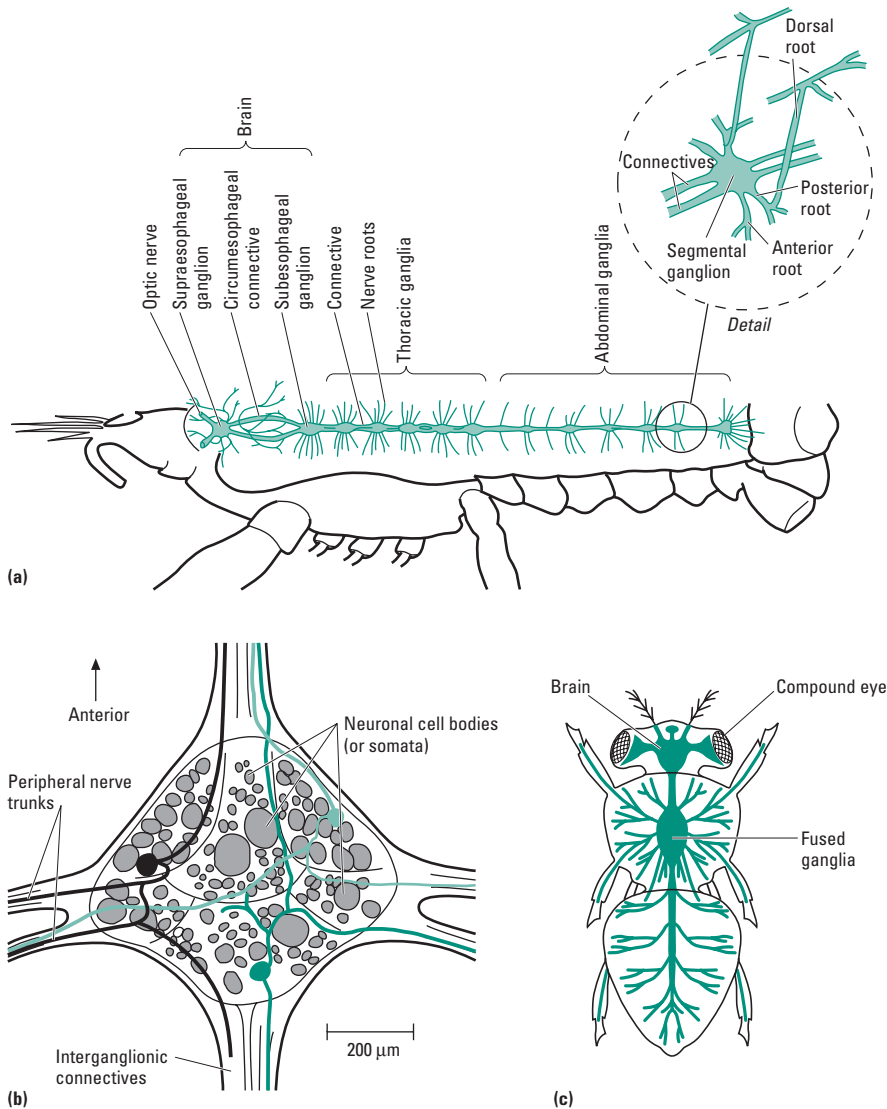 Dorsal
root
Brain
Connectives
Posterior
root
Segmental
ganglion
Anterior
root
Detail
Optic nerve
Supraesophageal
ganglion
Circumesophageal
connective
Subesophageal
ganglion
Connective
Nerve roots
Thoracic ganglia
Abdominal ganglia
(a)
Anterior
Neuronal cell bodies
(or somata)
Peripheral nerve
trunks
Interganglionic
connectives
200 μm
(b)
Brain
Compound eye
Fused
ganglia
(c)